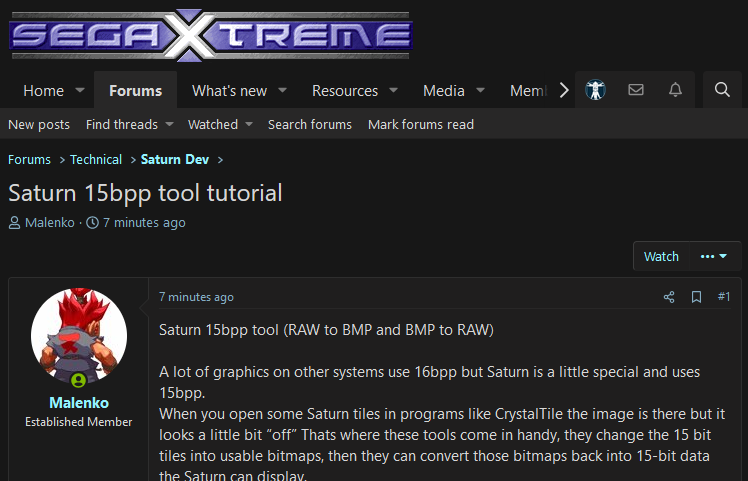 SEGAXTREME
Home Forums What's new Resources Media Mem
New posts Find threads Watched Search forums Mark forums read
Forums > Technical > Saturn Dev >
Saturn 15bpp tool tutorial
Malenko · 7 minutes ago
Watch •••
7 minutes ago #1
Malenko
Established Member
Saturn 15bpp tool (RAW to BMP and BMP to RAW)
A lot of graphics on other systems use 16bpp but Saturn is a little special and uses
15bpp.
When you open some Saturn tiles in programs like CrystalTile the image is there but it
looks a little bit “off” Thats where these tools come in handy, they change the 15 bit
tiles into usable bitmaps, then they can convert those bitmaps back into 15-bit data
the Saturn can display.